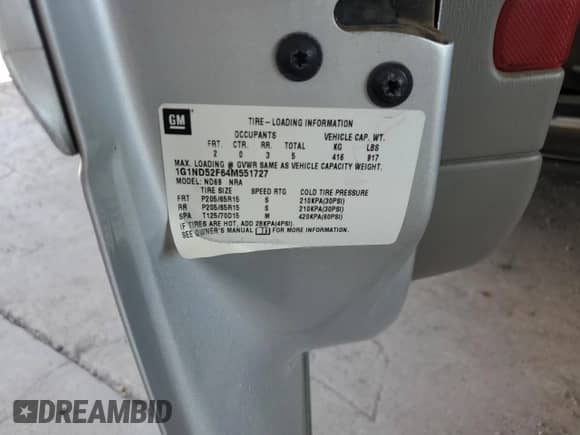 GM
TIRE-LOADING INFORMATION
OCCUPANTS VEHICLE CAP. WT.
FRT. CTR. RR. TOTAL KG LBS
2 0 3 5 416 917
MAX. LOADING @ GVWR SAME AS VEHICLE CAPACITY WEIGHT.
1G1ND52F64M551727
MODEL: ND69 NRA
TIRE SIZE SPEED RTG COLD TIRE PRESSURE
FRT P205/65R15 S 210KPA(30PSI)
RR P205/65R15 S 210KPA(30PSI)
SPA T125/70D15 M 420KPA(60PSI)
IF TIRES ARE HOT, ADD 28KPA(4PSI)
SEE OWNER'S MANUAL FOR MORE INFORMATION.
DREAMBID